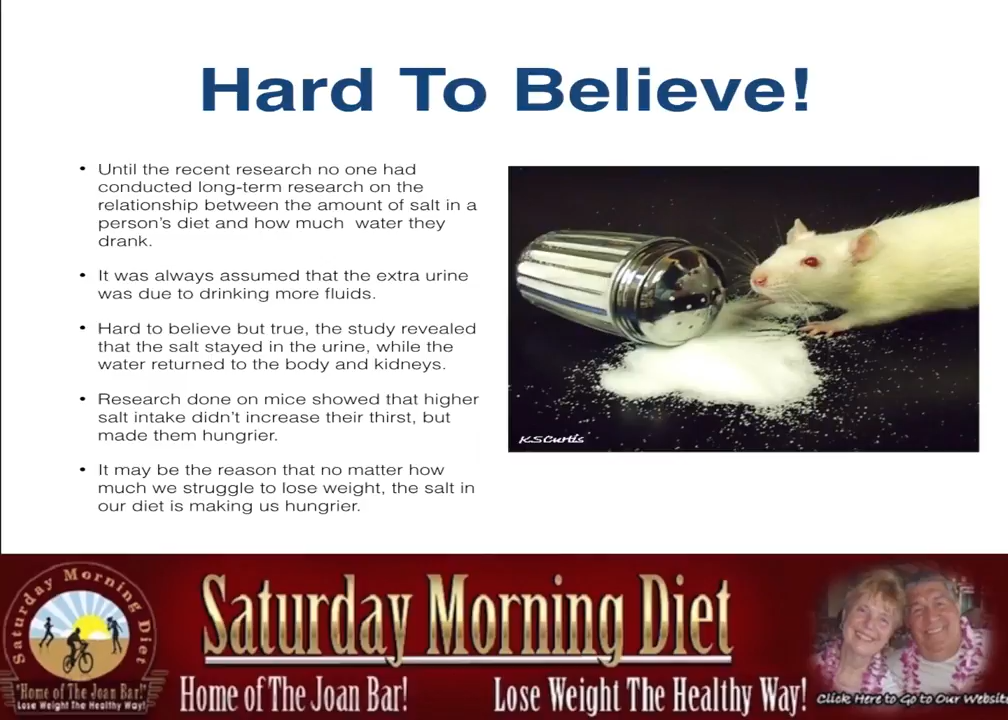 Hard To Believe!
• Until the recent research no one had
conducted long-term research on the
relationship between the amount of salt in a
person's diet and how much water they
drank.
• It was always assumed that the extra urine
was due to drinking more fluids.
• Hard to believe but true, the study revealed
that the salt stayed in the urine, while the
water returned to the body and kidneys.
• Research done on mice showed that higher
salt intake didn't increase their thirst, but
made them hungrier.
• It may be the reason that no matter how
much we struggle to lose weight, the salt in
our diet is making us hungrier.
KSCurtis
Saturday Morning Diet
"Home of The Joan Bar!"
Lose Weight The Healthy Way!
Saturday Morning Diet
Home of The Joan Bar! Lose Weight The Healthy Way!
Click Here to Go to Our Websit